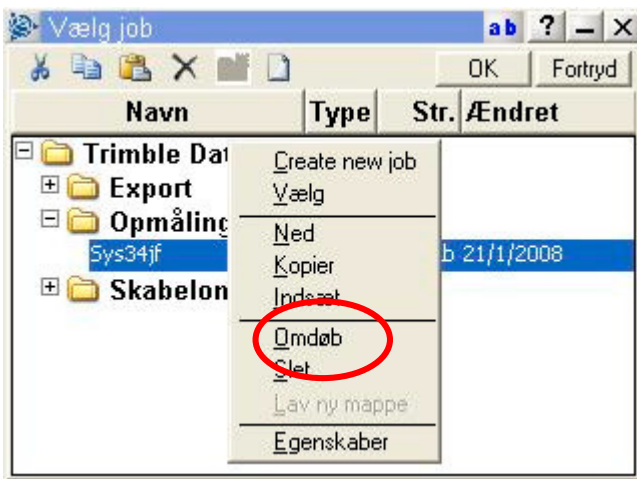 Vælg job ab ?
OK Fortryd
Navn Type Str. Ændret
Trimble Dat
Export
Opmåling
Sys34jf b 21/1/2008
Skabelon
Create new job
Vælg
Ned
Kopier
Indsæt
Omdøb
Slet
Lav ny mappe
Egenskaber